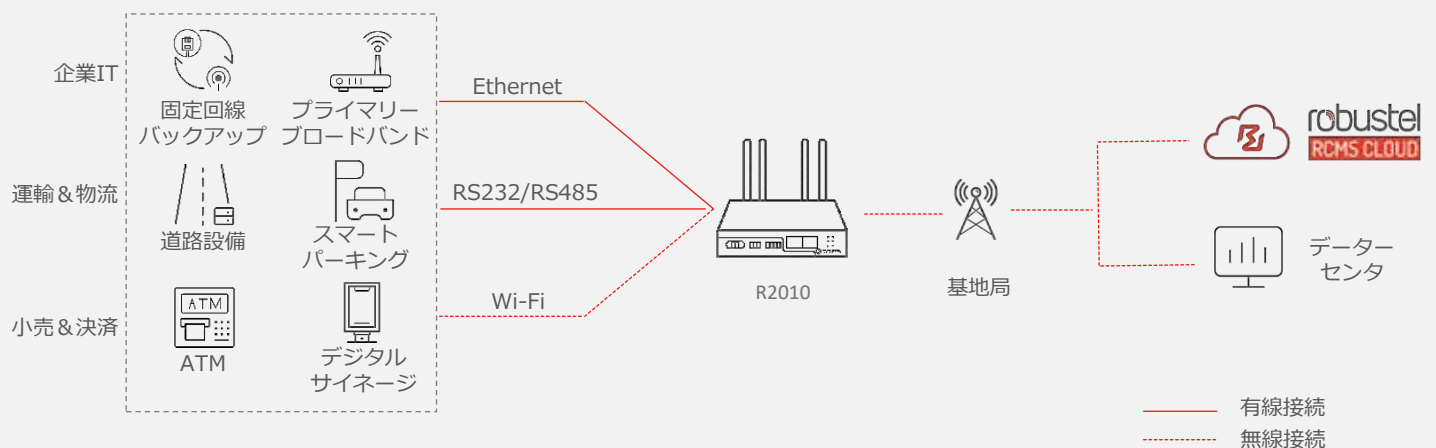 企業IT
固定回線
バックアップ
プライマリー
ブロードバンド
運輸&物流
道路設備
スマート
パーキング
小売&決済
ATM
ATM
デジタル
サイネージ
Ethernet
RS232/RS485
Wi-Fi
R2010
基地局
robustel
RCMS CLOUD
データー
センタ
有線接続
無線接続